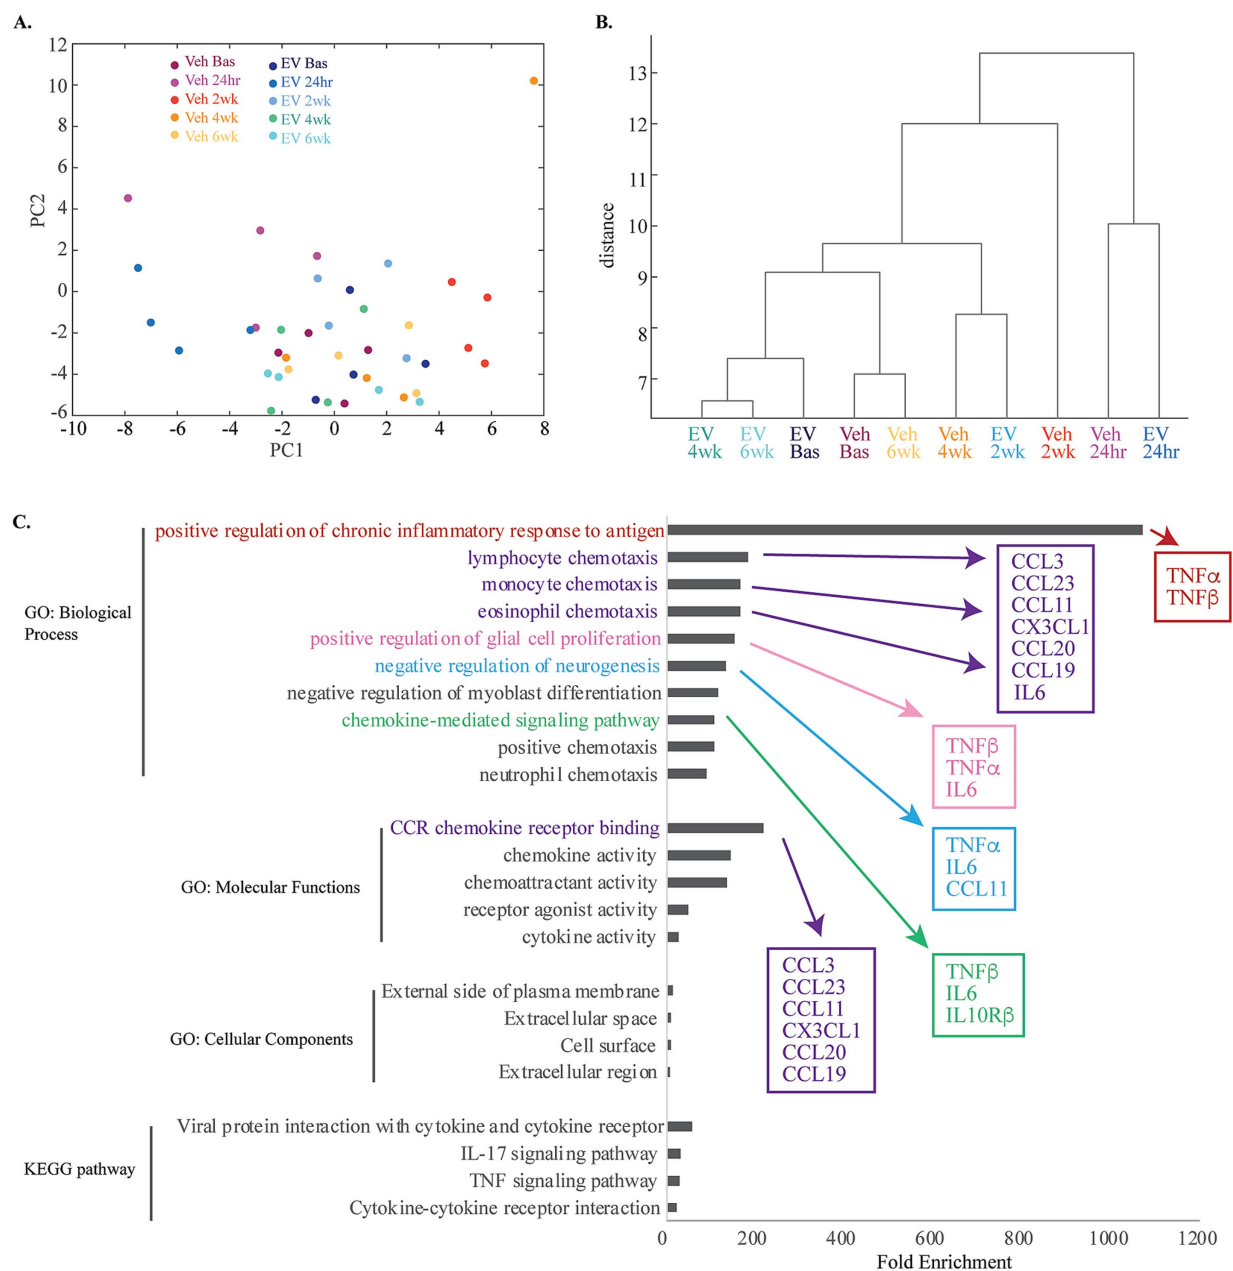 A.
12
10
8
6
4
2
0
-2
-4
-6
PC2
-10
-8
-6
-4
-2
0
2
4
6
8
PC1
Veh Bas
Veh 24hr
Veh 2wk
Veh 4wk
Veh 6wk
EV Bas
EV 24hr
EV 2wk
EV 4wk
EV 6wk
B.
13
12
11
10
9
8
7
distance
EV 4wk
EV 6wk
EV Bas
Veh Bas
Veh 6wk
Veh 4wk
EV 2wk
Veh 2wk
Veh 24hr
EV 24hr
C.
GO: Biological
Process
positive regulation of chronic inflammatory response to antigen
lymphocyte chemotaxis
monocyte chemotaxis
eosinophil chemotaxis
positive regulation of glial cell proliferation
negative regulation of neurogenesis
negative regulation of myoblast differentiation
chemokine-mediated signaling pathway
positive chemotaxis
neutrophil chemotaxis
TNFα
TNFβ
CCL3
CCL23
CCL11
CX3CL1
CCL20
CCL19
IL6
TNFβ
TNFα
IL6
TNFα
IL6
CCL11
TNFβ
IL6
IL10Rβ
GO: Molecular Functions
CCR chemokine receptor binding
chemokine activity
chemoattractant activity
receptor agonist activity
cytokine activity
CCL3
CCL23
CCL11
CX3CL1
CCL20
CCL19
GO: Cellular Components
External side of plasma membrane
Extracellular space
Cell surface
Extracellular region
KEGG pathway
Viral protein interaction with cytokine and cytokine receptor
IL-17 signaling pathway
TNF signaling pathway
Cytokine-cytokine receptor interaction
0
200
400
600
800
1000
1200
Fold Enrichment